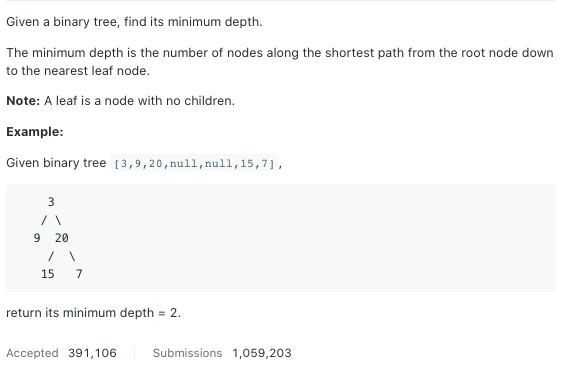 Given a binary tree, find its minimum depth.
The minimum depth is the number of nodes along the shortest path from the root node down
to the nearest leaf node.
Note: A leaf is a node with no children.
Example:
Given binary tree [3,9,20,null,null,15,7],
3
/ \
9 20
/ \
15 7
return its minimum depth = 2.
Accepted 391,106 Submissions 1,059,203